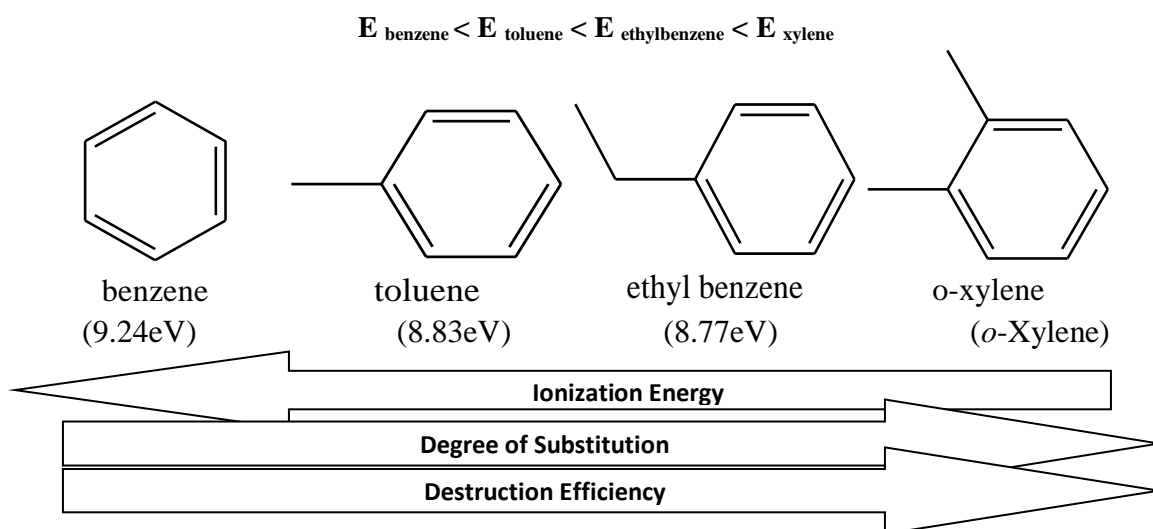 E benzene < E toluene < E ethylbenzene < E xylene
benzene toluene ethyl benzene o-xylene
(9.24eV) (8.83eV) (8.77eV) (o-Xylene)
Ionization Energy
Degree of Substitution
Destruction Efficiency